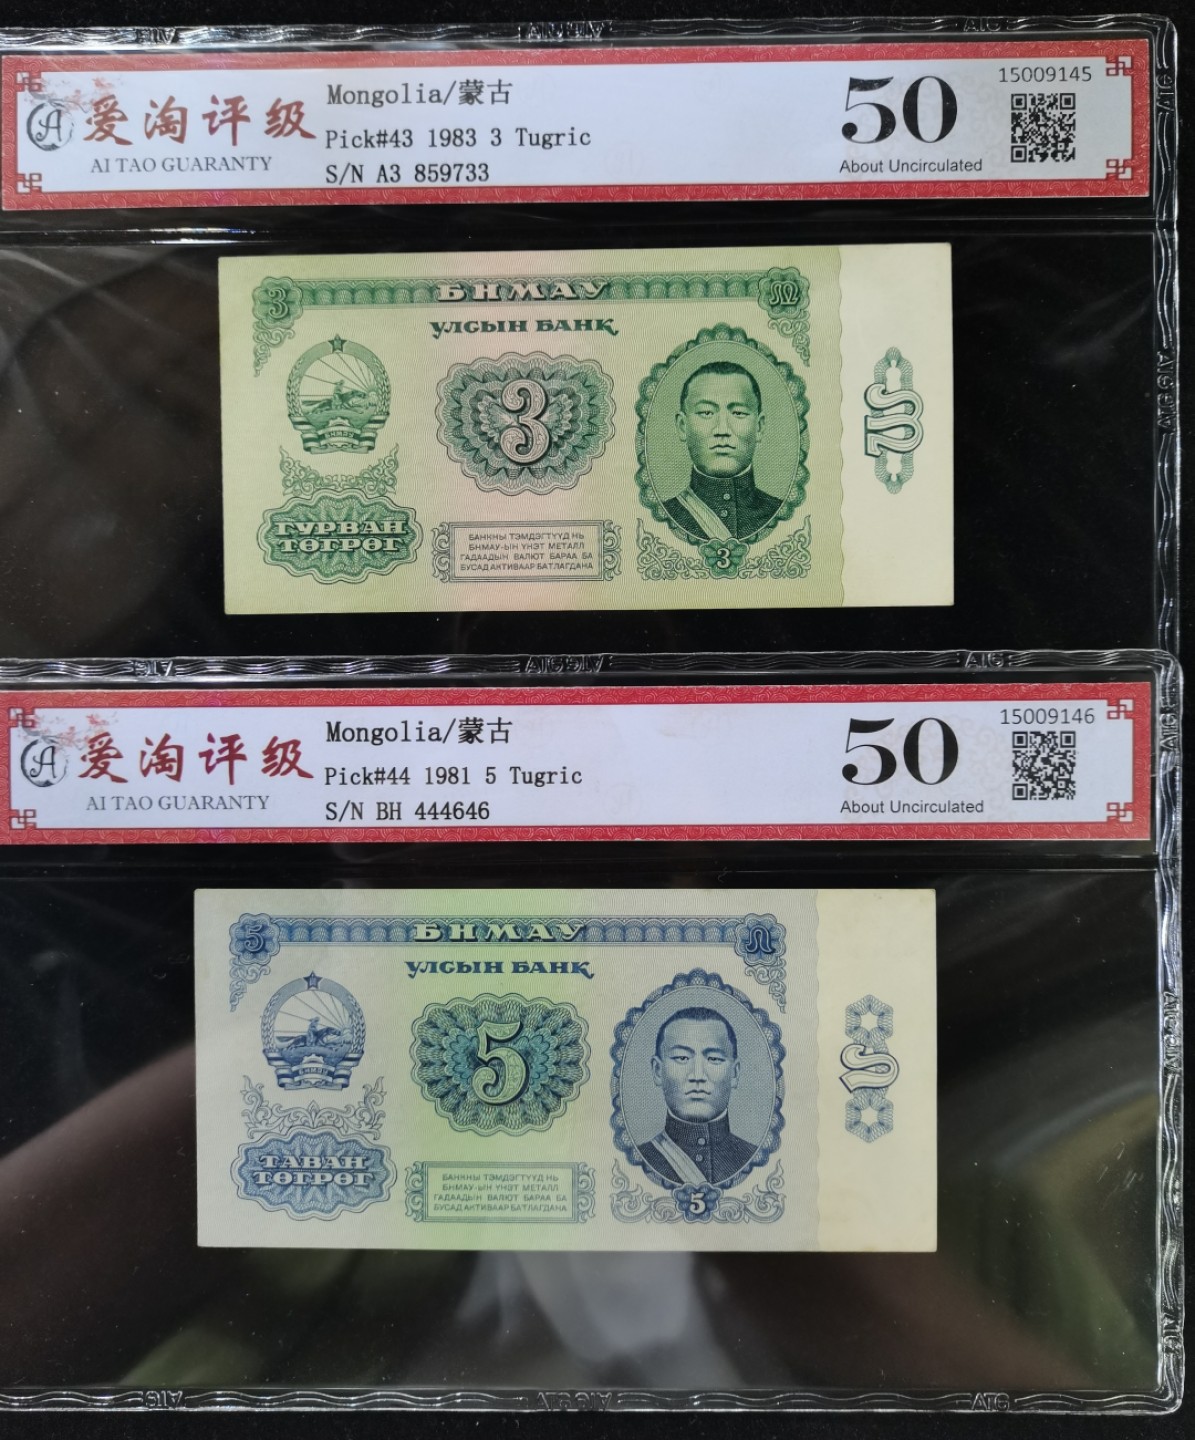 爱淘评级
AI TAO GUARANTY
Mongolia/蒙古
Pick#43 1983 3 Tugric
S/N A3 859733
50
About Uncirculated
15009145
БНМАУ
УЛСЫН БАНК
3
3
ГУРВАН
ТӨГРӨГ
БАНКНЫ ТЭМДЭГТҮҮД НЬ
БНМАУ-ЫН ҮНЭТ МЕТАЛЛ
ГАДААДЫН ВАЛЮТ БАРАА БА
БУСАД АКТИВААР БАТЛАГДАНА
3
爱淘评级
AI TAO GUARANTY
Mongolia/蒙古
Pick#44 1981 5 Tugric
S/N BH 444646
50
About Uncirculated
15009146
БНМАУ
УЛСЫН БАНК
5
5
ТАВАН
ТӨГРӨГ
БАНКНЫ ТЭМДЭГТҮҮД НЬ
БНМАУ-ЫН ҮНЭТ МЕТАЛЛ
ГАДААДЫН ВАЛЮТ БАРАА БА
БУСАД АКТИВААР БАТЛАГДАНА
5